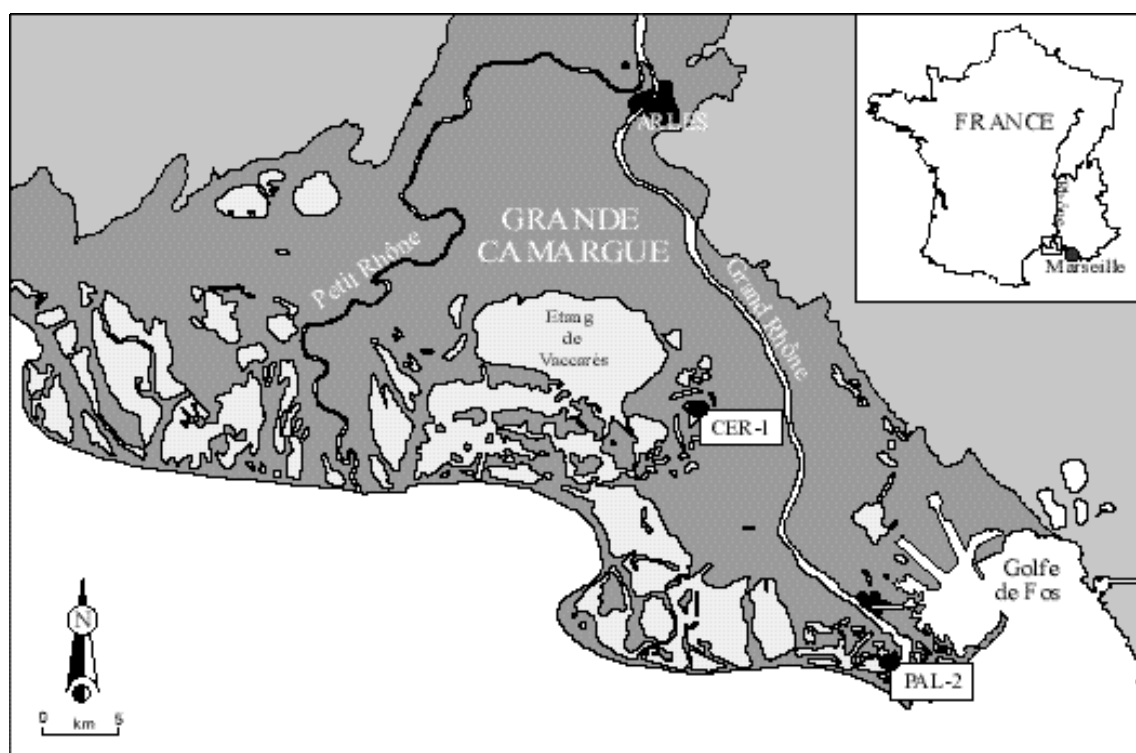 ARLES
FRANCE
Rhône
Marseille
GRANDE
CAMARGUE
Petit Rhône
Grand Rhône
Etang
de
Vaccarès
CER-1
Golfe
de Fos
PAL-2
N
0 km 5